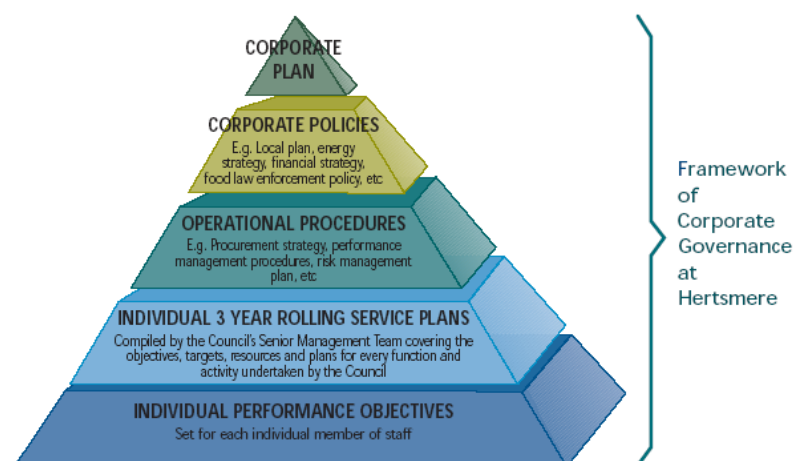 CORPORATE
PLAN
CORPORATE POLICIES
E.g. Local plan, energy
strategy, financial strategy,
food law enforcement policy, etc
OPERATIONAL PROCEDURES
E.g. Procurement strategy, performance
management procedures, risk management
plan, etc
INDIVIDUAL 3 YEAR ROLLING SERVICE PLANS
Compiled by the Council's Senior Management Team covering the
objectives, targets, resources and plans for every function and
activity undertaken by the Council
INDIVIDUAL PERFORMANCE OBJECTIVES
Set for each individual member of staff
Framework
of
Corporate
Governance
at
Hertsmere